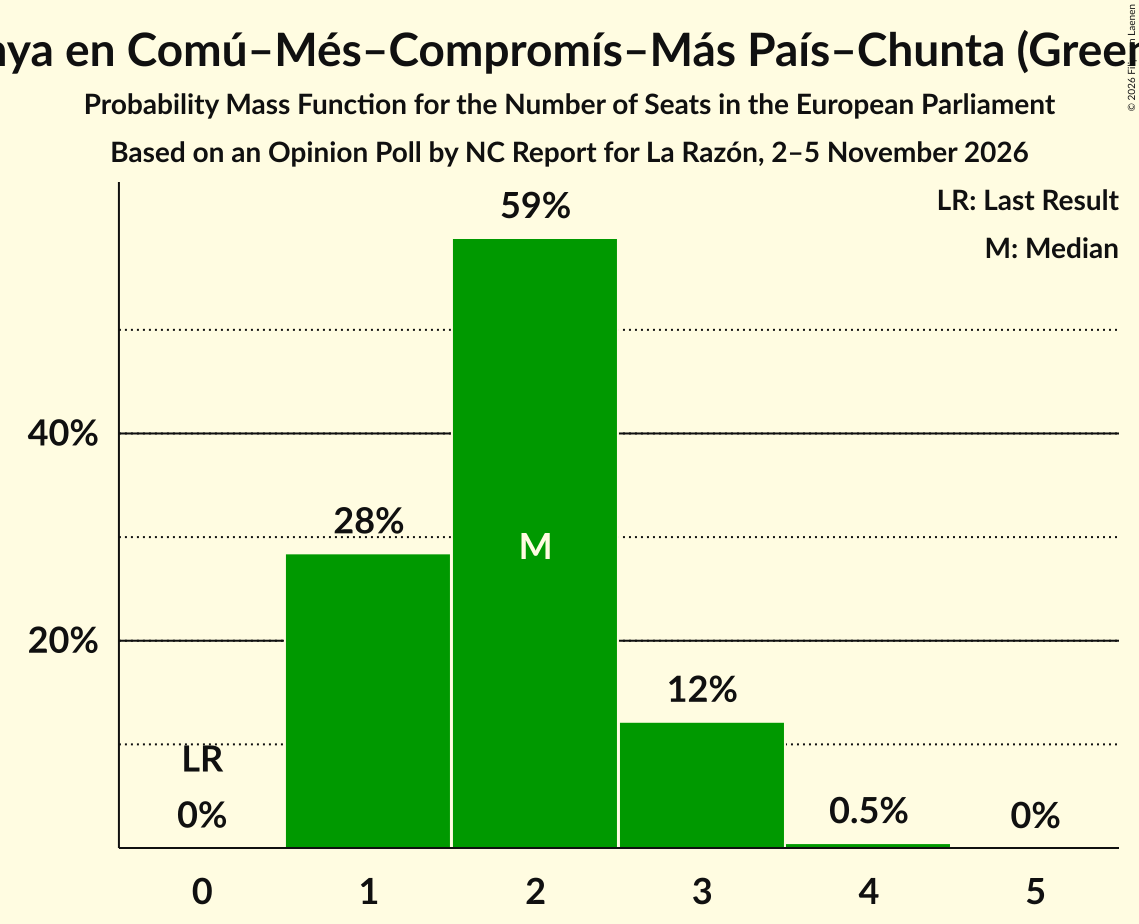 en Comú–Més–Compromís–Más País–Chunta
Probability Mass Function for the Number of Seats in the European Parliament
Based on an Opinion Poll by NC Report for La Razón, 2–5 November 2026
LR: Last Result
M: Median
59%
40%
28%
M
20%
12%
LR
0%
0.5%
0%
0 1 2 3 4 5
© 2026 Laenen